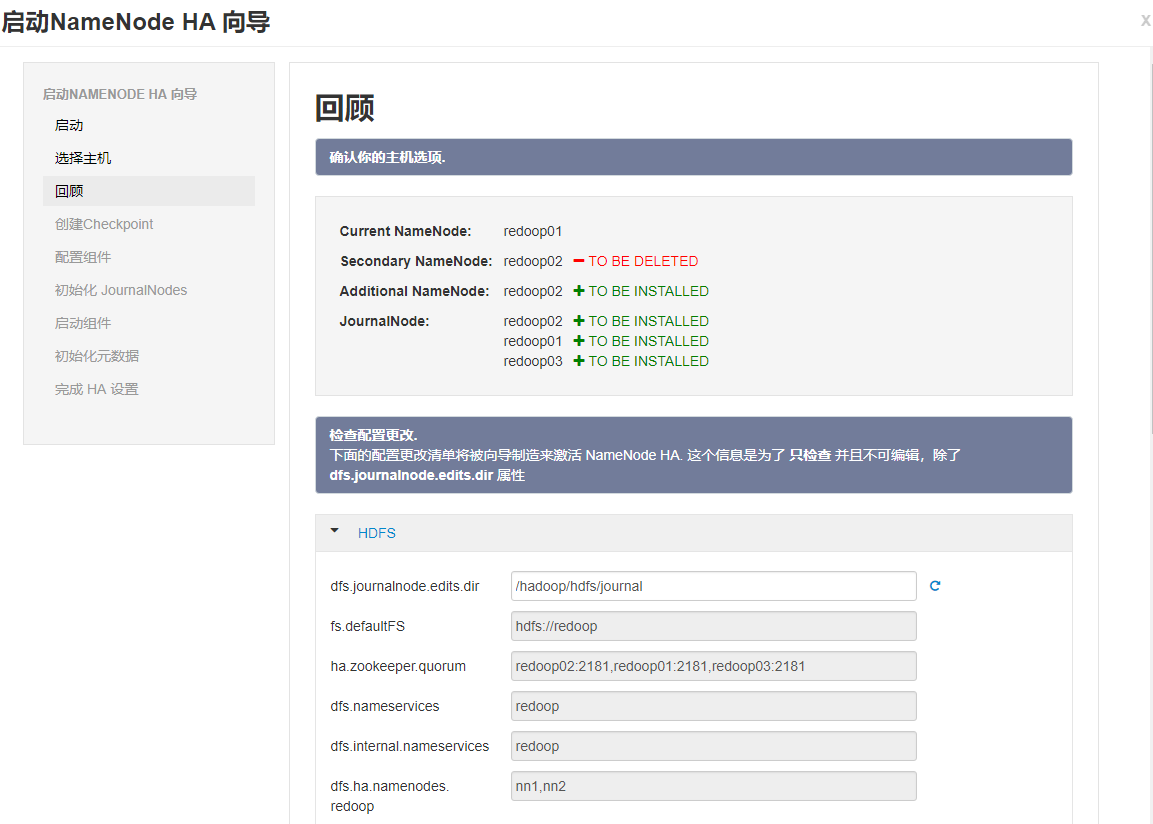 启动NameNode HA 向导
x
启动NAMENODE HA 向导
启动
选择主机
回顾
创建Checkpoint
配置组件
初始化 JournalNodes
启动组件
初始化元数据
完成 HA 设置
回顾
确认你的主机选项.
Current NameNode: redoop01
Secondary NameNode: redoop02 TO BE DELETED
Additional NameNode: redoop02 TO BE INSTALLED
JournalNode: redoop02 TO BE INSTALLED
redoop01 TO BE INSTALLED
redoop03 TO BE INSTALLED
检查配置更改.
下面的配置更改清单将被向导制造来激活 NameNode HA. 这个信息是为了 只检查 并且不可编辑，除了
dfs.journalnode.edits.dir 属性
HDFS
dfs.journalnode.edits.dir /hadoop/hdfs/journal
fs.defaultFS hdfs://redoop
ha.zookeeper.quorum redoop02:2181,redoop01:2181,redoop03:2181
dfs.nameservices redoop
dfs.internal.nameservices redoop
dfs.ha.namenodes. nn1,nn2
redoop